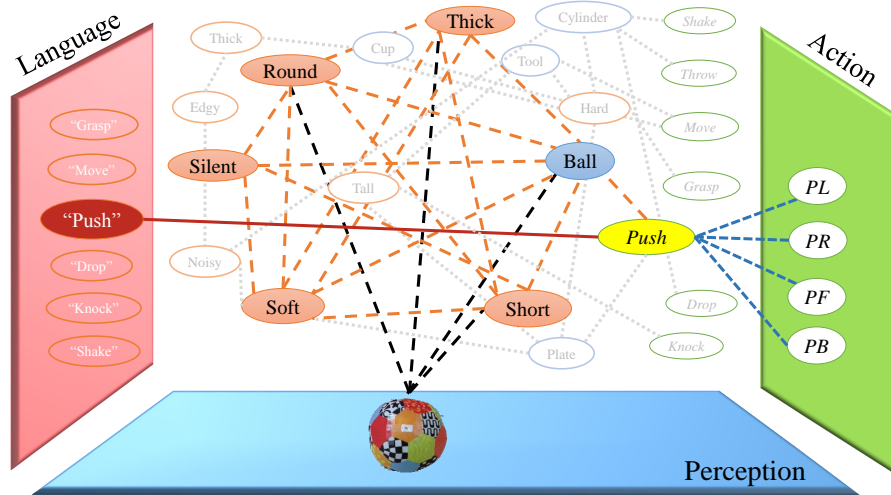 Language
"Grasp"
"Move"
"Push"
"Drop"
"Knock"
"Shake"
Thick
Thick
Cup
Cylinder
Tool
Round
Edgy
Hard
Silent
Tall
Ball
Noisy
Soft
Short
Plate
Shake
Throw
Move
Grasp
Push
Drop
Knock
Action
PL
PR
PF
PB
Perception